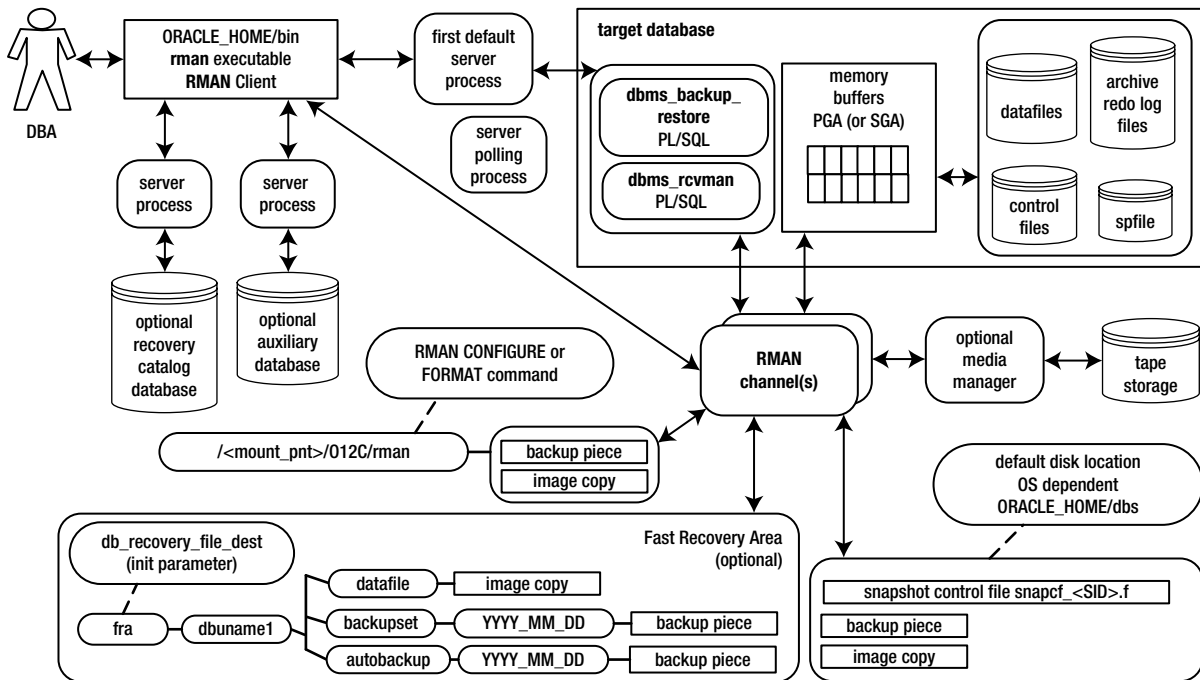 DBA
ORACLE_HOME/bin
rman executable
RMAN Client
first default
server
process
server
polling
process
server
process
server
process
optional
recovery
catalog
database
optional
auxiliary
database
target database
dbms_backup_
restore
PL/SQL
dbms_rcvman
PL/SQL
memory
buffers
PGA (or SGA)
datafiles
archive
redo log
files
control
files
spfile
RMAN
channel(s)
optional
media
manager
tape
storage
RMAN CONFIGURE or
FORMAT command
/<mount_pnt>/O12C/rman
backup piece
image copy
default disk location
OS dependent
ORACLE_HOME/dbs
snapshot control file snapcf_<SID>.f
backup piece
image copy
Fast Recovery Area
(optional)
db_recovery_file_dest
(init parameter)
fra
dbuname1
datafile
image copy
backupset
YYYY_MM_DD
backup piece
autobackup
YYYY_MM_DD
backup piece